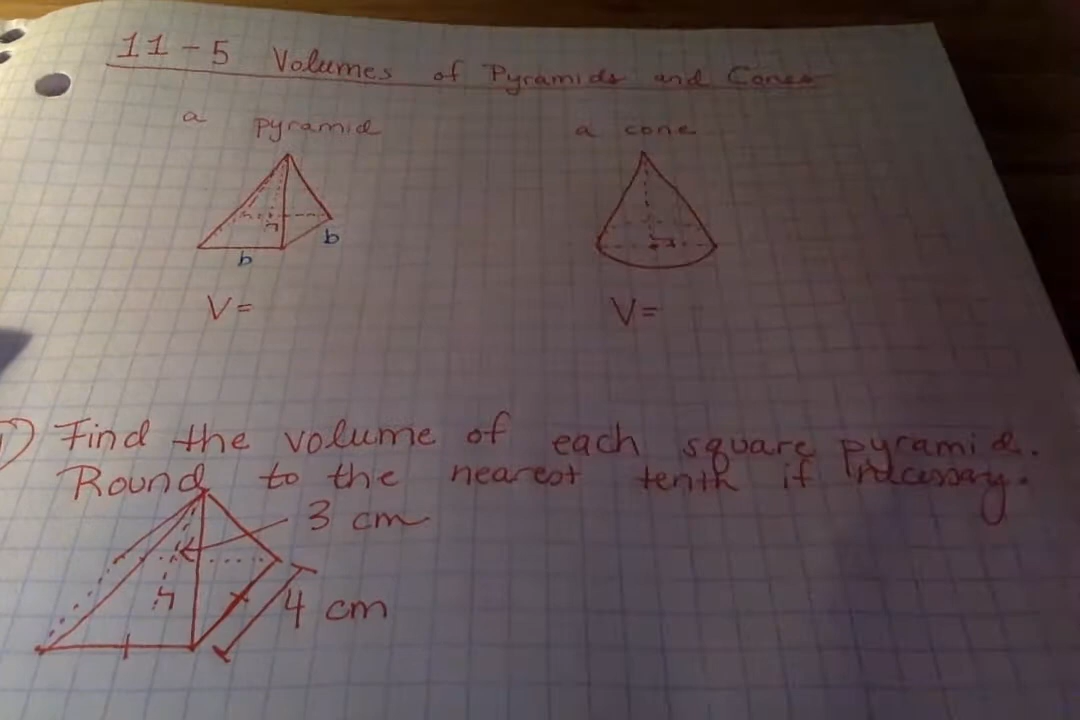 11-5 Volumes of Pyramids and Cones
a pyramid
a cone
b
b
V=
V=
1) Find the volume of each square pyramid.
Round to the nearest tenth if necessary.
3 cm
4 cm